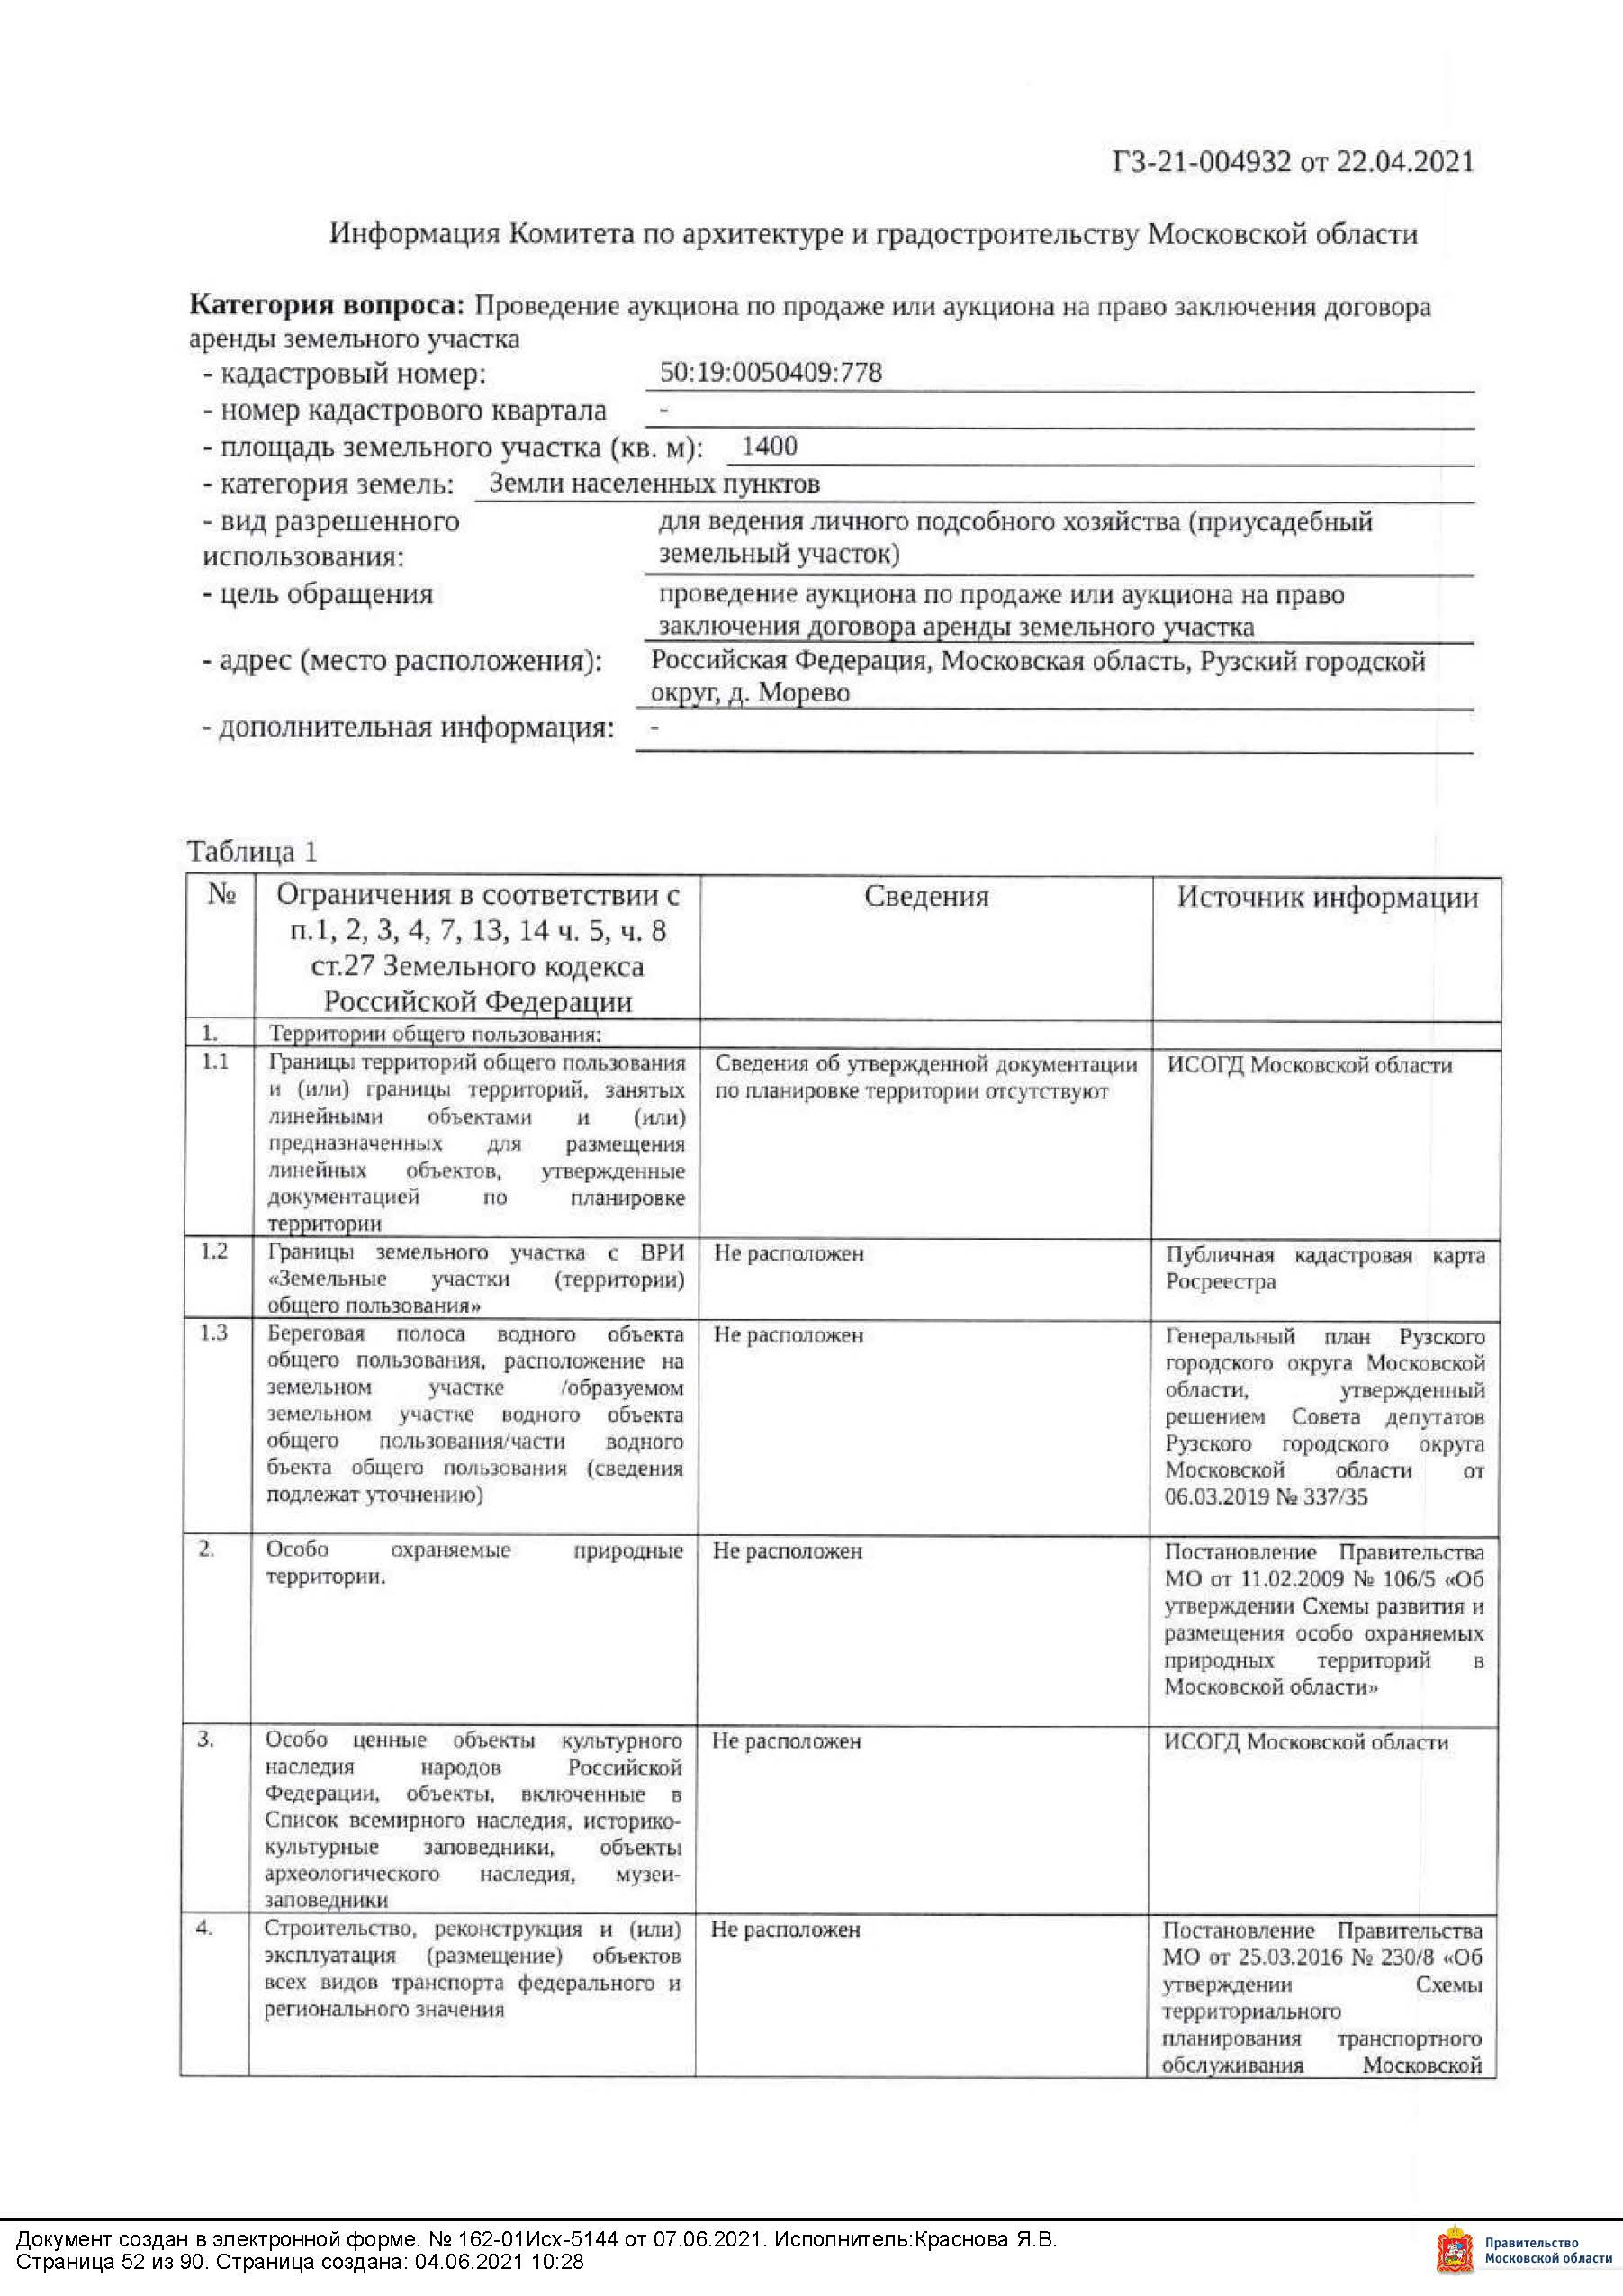 ГЗ-21-004932 от 22.04.2021
Информация Комитета по архитектуре и градостроительству Московской области
Категория вопроса: Проведение аукциона по продаже или аукциона на право заключения договора
аренды земельного участка
- кадастровый номер: 50:19:0050409:778
- номер кадастрового квартала -
- площадь земельного участка (кв. м): 1400
- категория земель: Земли населенных пунктов
- вид разрешенного
использования:
для ведения личного подсобного хозяйства (приусадебный
земельный участок)
- цель обращения
проведение аукциона по продаже или аукциона на право
заключения договора аренды земельного участка
- адрес (место расположения):
Российская Федерация, Московская область, Рузский городской
округ, д. Морево
- дополнительная информация: -
Таблица 1
№
Ограничения в соответствии с
п.1, 2, 3, 4, 7, 13, 14 ч. 5, ч. 8
ст.27 Земельного кодекса
Российской Федерации
Сведения
Источник информации
1. Территории общего пользования:
1.1
Границы территорий общего пользования
и (или) границы территорий, занятых
линейными объектами и (или)
предназначенных для размещения
линейных объектов, утвержденные
документацией по планировке
территории
Сведения об утвержденной документации
по планировке территории отсутствуют
ИСОГД Московской области
1.2
Границы земельного участка с ВРИ
«Земельные участки (территории)
общего пользования»
Не расположен
Публичная кадастровая карта
Росреестра
1.3
Береговая полоса водного объекта
общего пользования, расположение на
земельном участке /образуемом
земельном участке водного объекта
общего пользования/части водного
бъекта общего пользования (сведения
подлежат уточнению)
Не расположен
Генеральный план Рузского
городского округа Московской
области, утвержденный
решением Совета депутатов
Рузского городского округа
Московской области от
06.03.2019 № 337/35
2.
Особо охраняемые природные
территории.
Не расположен
Постановление Правительства
МО от 11.02.2009 № 106/5 «Об
утверждении Схемы развития и
размещения особо охраняемых
природных территорий в
Московской области»
3.
Особо ценные объекты культурного
наследия народов Российской
Федерации, объекты, включенные в
Список всемирного наследия, историко-
культурные заповедники, объекты
археологического наследия, музеи-
заповедники
Не расположен
ИСОГД Московской области
4.
Строительство, реконструкция и (или)
эксплуатация (размещение) объектов
всех видов транспорта федерального и
регионального значения
Не расположен
Постановление Правительства
МО от 25.03.2016 № 230/8 «Об
утверждении Схемы
территориального
планирования транспортного
обслуживания Московской
Документ создан в электронной форме. № 162-01Исх-5144 от 07.06.2021. Исполнитель:Краснова Я.В.
Страница 52 из 90. Страница создана: 04.06.2021 10:28
Правительство
Московской области